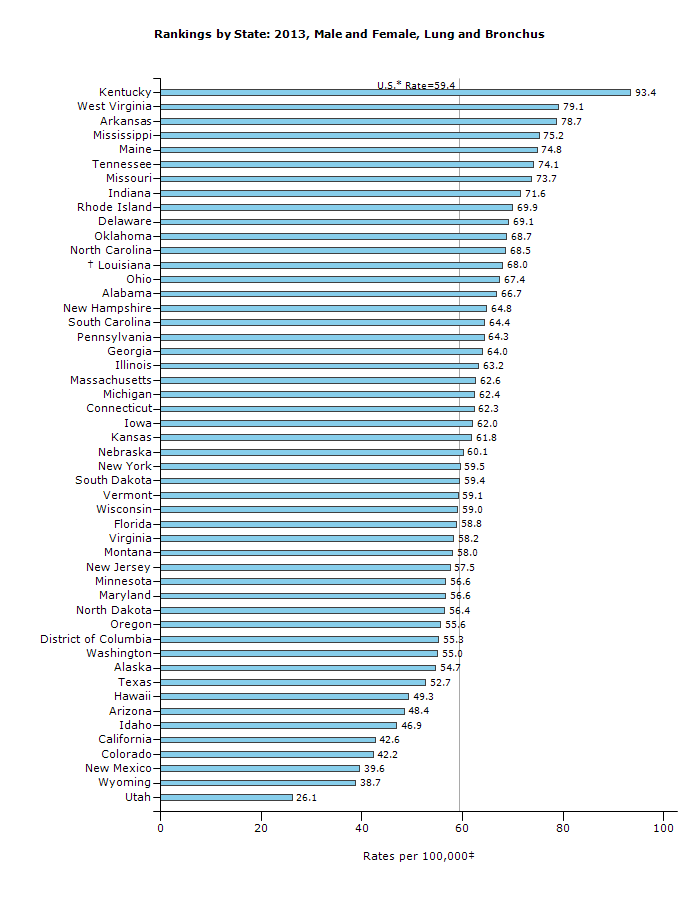 Rankings by State: 2013, Male and Female, Lung and Bronchus
U.S.* Rate=59.4
Kentucky 93.4
West Virginia 79.1
Arkansas 78.7
Mississippi 75.2
Maine 74.8
Tennessee 74.1
Missouri 73.7
Indiana 71.6
Rhode Island 69.9
Delaware 69.1
Oklahoma 68.7
North Carolina 68.5
† Louisiana 68.0
Ohio 67.4
Alabama 66.7
New Hampshire 64.8
South Carolina 64.4
Pennsylvania 64.3
Georgia 64.0
Illinois 63.2
Massachusetts 62.6
Michigan 62.4
Connecticut 62.3
Iowa 62.0
Kansas 61.8
Nebraska 60.1
New York 59.5
South Dakota 59.4
Vermont 59.1
Wisconsin 59.0
Florida 58.8
Virginia 58.2
Montana 58.0
New Jersey 57.5
Minnesota 56.6
Maryland 56.6
North Dakota 56.4
Oregon 55.6
District of Columbia 55.3
Washington 55.0
Alaska 54.7
Texas 52.7
Hawaii 49.3
Arizona 48.4
Idaho 46.9
California 42.6
Colorado 42.2
New Mexico 39.6
Wyoming 38.7
Utah 26.1
0 20 40 60 80 100
Rates per 100,000‡